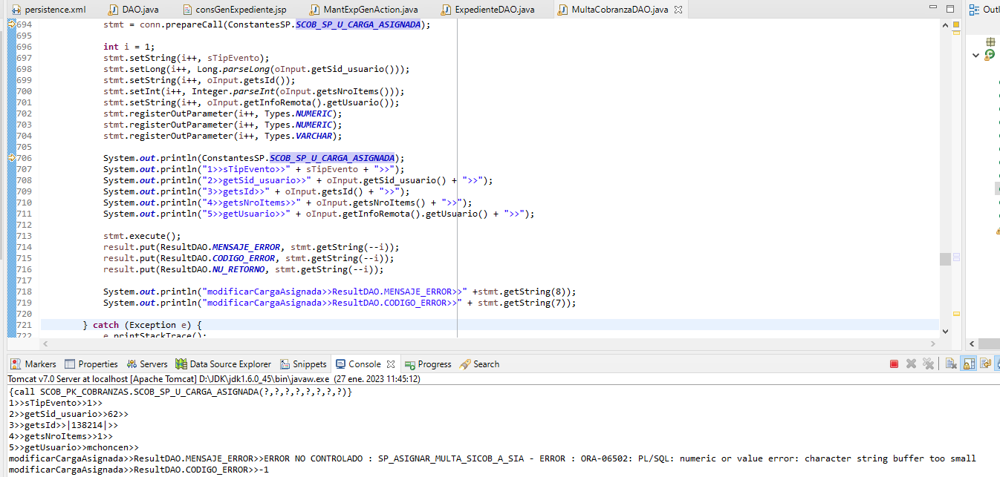 persistence.xml DAO.java consGenExpediente.jsp MantExpGenAction.java ExpedienteDAO.java MultaCobranzaDAO.java Outl
694 stmt = conn.prepareCall(ConstantesSP.SCOB_SP_U_CARGA_ASIGNADA);
695
696 int i = 1;
697 stmt.setString(i++, sTipEvento);
698 stmt.setLong(i++, Long.parseLong(oInput.getSid_usuario()));
699 stmt.setString(i++, oInput.getsId());
700 stmt.setInt(i++, Integer.parseInt(oInput.getsNroItems()));
701 stmt.setString(i++, oInput.getInfoRemota().getUsuario());
702 stmt.registerOutParameter(i++, Types.NUMERIC);
703 stmt.registerOutParameter(i++, Types.NUMERIC);
704 stmt.registerOutParameter(i++, Types.VARCHAR);
705
706 System.out.println(ConstantesSP.SCOB_SP_U_CARGA_ASIGNADA);
707 System.out.println("1>>sTipEvento>>" + sTipEvento + ">>");
708 System.out.println("2>>getSid_usuario>>" + oInput.getSid_usuario() + ">>");
709 System.out.println("3>>getsId>>" + oInput.getsId() + ">>");
710 System.out.println("4>>getsNroItems>>" + oInput.getsNroItems() + ">>");
711 System.out.println("5>>getUsuario>>" + oInput.getInfoRemota().getUsuario() + ">>");
712
713 stmt.execute();
714 result.put(ResultDAO.MENSAJE_ERROR, stmt.getString(--i));
715 result.put(ResultDAO.CODIGO_ERROR, stmt.getString(--i));
716 result.put(ResultDAO.NU_RETORNO, stmt.getString(--i));
717
718 System.out.println("modificarCargaAsignada>>ResultDAO.MENSAJE_ERROR>>" +stmt.getString(8));
719 System.out.println("modificarCargaAsignada>>ResultDAO.CODIGO_ERROR>>" + stmt.getString(7));
720
721 } catch (Exception e) {
722 e.printStackTrace();
Markers Properties Servers Data Source Explorer Snippets Console Progress Search
Tomcat v7.0 Server at localhost [Apache Tomcat] D:\JDK\jdk1.6.0_45\bin\javaw.exe (27 ene. 2023 11:45:12)
{call SCOB_PK_COBRANZAS.SCOB_SP_U_CARGA_ASIGNADA(?,?,?,?,?,?,?,?)}
1>>sTipEvento>>1>>
2>>getSid_usuario>>62>>
3>>getsId>>|138214|>>
4>>getsNroItems>>1>>
5>>getUsuario>>mchoncen>>
modificarCargaAsignada>>ResultDAO.MENSAJE_ERROR>>ERROR NO CONTROLADO : SP_ASIGNAR_MULTA_SICOB_A_SIA - ERROR : ORA-06502: PL/SQL: numeric or value error: character string buffer too small
modificarCargaAsignada>>ResultDAO.CODIGO_ERROR>>-1